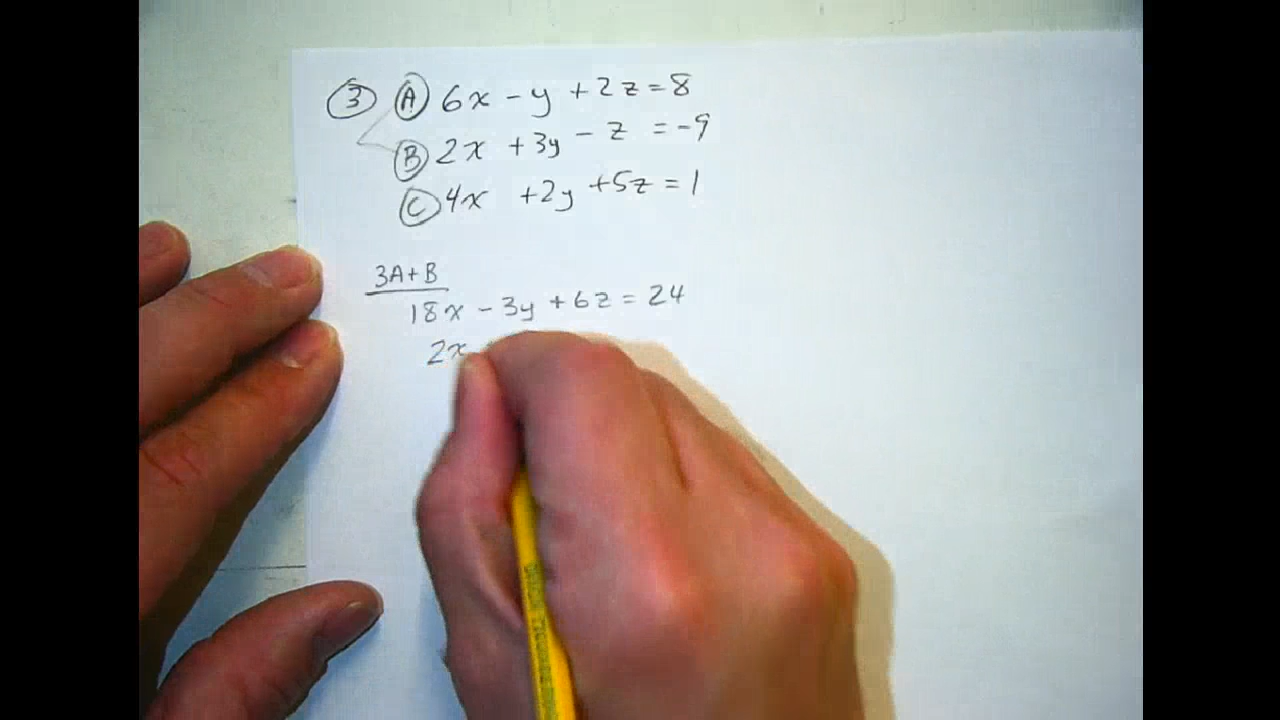 ③ Ⓐ 6x - y + 2z = 8
Ⓑ 2x + 3y - z = -9
Ⓒ 4x + 2y + 5z = 1
3A+B
18x - 3y + 6z = 24
2x